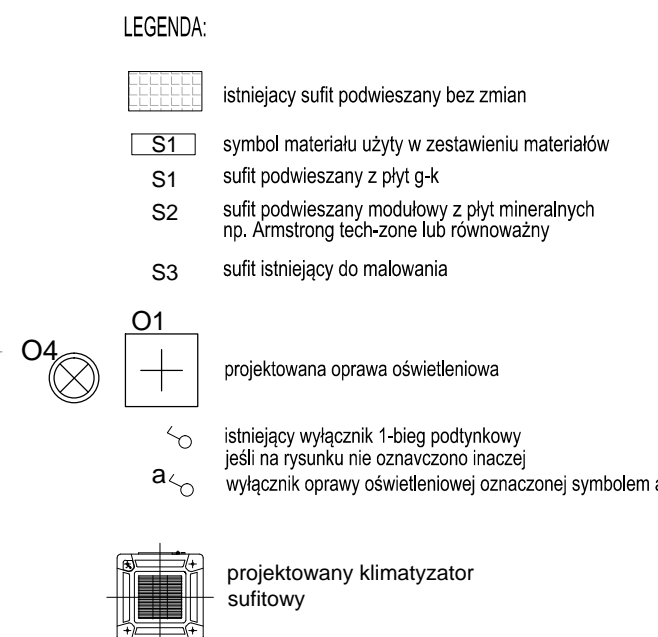 LEGENDA:
istniejacy sufit podwieszany bez zmian
S1 symbol materiału użyty w zestawieniu materiałów
S1 sufit podwieszany z płyt g-k
S2 sufit podwieszany modułowy z płyt mineralnych
np. Armstrong tech-zone lub równoważny
S3 sufit istniejący do malowania
O1
O4
projektowana oprawa oświetleniowa
istniejący wyłącznik 1-bieg podtynkowy
jeśli na rysunku nie oznavczono inaczej
a wyłącznik oprawy oświetleniowej oznaczonej symbolem a
projektowany klimatyzator
sufitowy